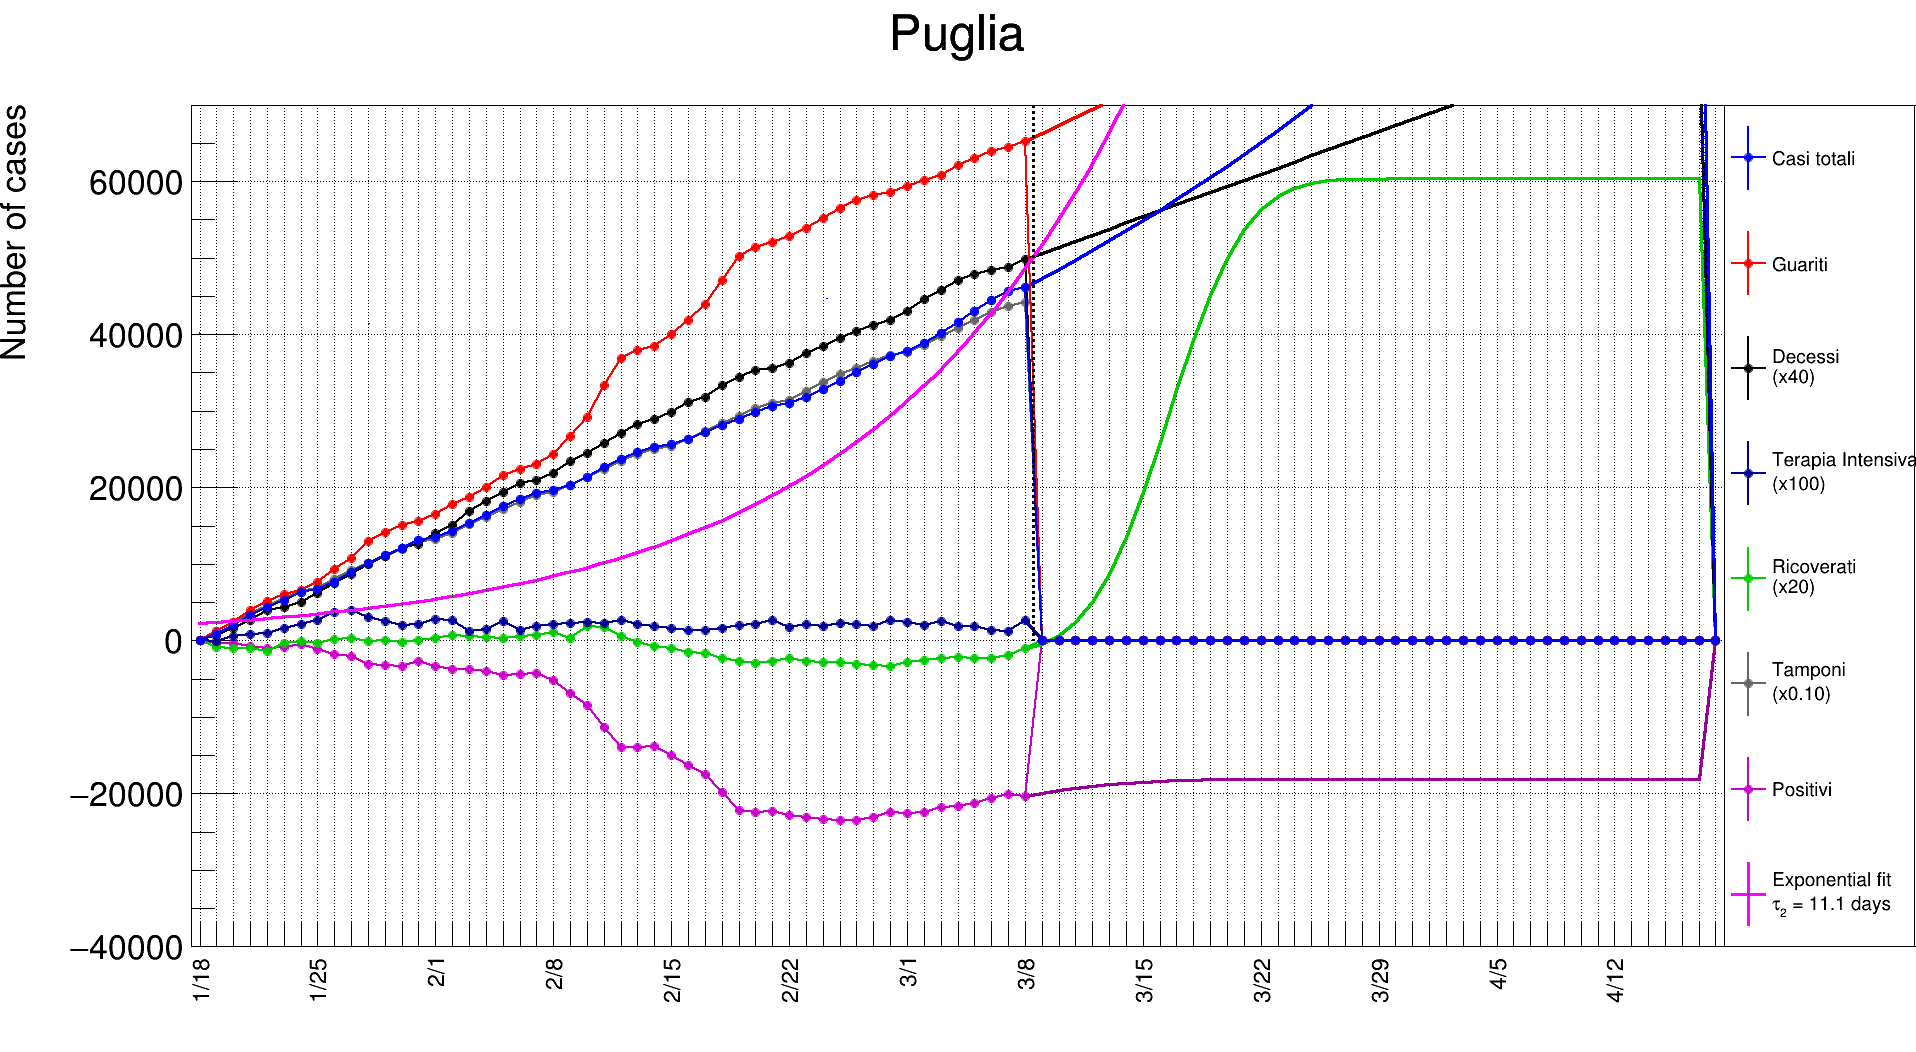 Puglia
Number of cases
60000
40000
20000
0
−20000
−40000
1/18
1/25
2/1
2/8
2/15
2/22
3/1
3/8
3/15
3/22
3/29
4/5
4/12
Casi totali
Guariti
Decessi
(x40)
Terapia Intensiva
(x100)
Ricoverati
(x20)
Tamponi
(x0.10)
Positivi
Exponential fit
τ2 = 11.1 days